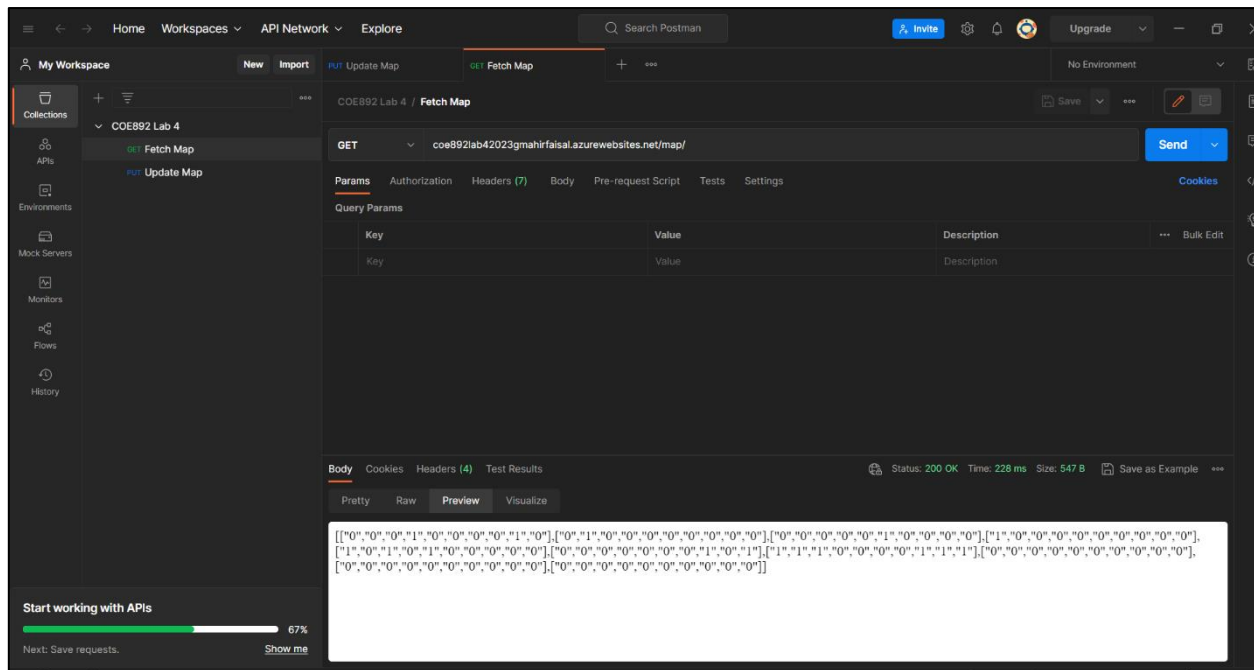 Home Workspaces API Network Explore Search Postman Invite Upgrade
My Workspace New Import PUT Update Map GET Fetch Map No Environment
Collections
APIs
Environments
Mock Servers
Monitors
Flows
History
COE892 Lab 4
GET Fetch Map
PUT Update Map
COE892 Lab 4 / Fetch Map Save
GET coe892lab42023gmahirfaisal.azurewebsites.net/map/ Send
Params Authorization Headers (7) Body Pre-request Script Tests Settings Cookies
Query Params
Key Value Description Bulk Edit
Key Value Description
Body Cookies Headers (4) Test Results Status: 200 OK Time: 228 ms Size: 547 B Save as Example
Pretty Raw Preview Visualize
[["0","0","0","1","0","0","0","0","1","0"],["0","1","0","0","0","0","0","0","0","0"],["0","0","0","0","0","1","0","0","0","0"],["1","0","0","0","0","0","0","0","0","0"],
["1","0","1","0","1","0","0","0","0","0"],["0","0","0","0","0","0","0","1","0","1"],["1","1","1","0","0","0","0","1","1","1"],["0","0","0","0","0","0","0","0","0","0"],
["0","0","0","0","0","0","0","0","0","0"],["0","0","0","0","0","0","0","0","0","0"]]
Start working with APIs
67%
Next: Save requests. Show me